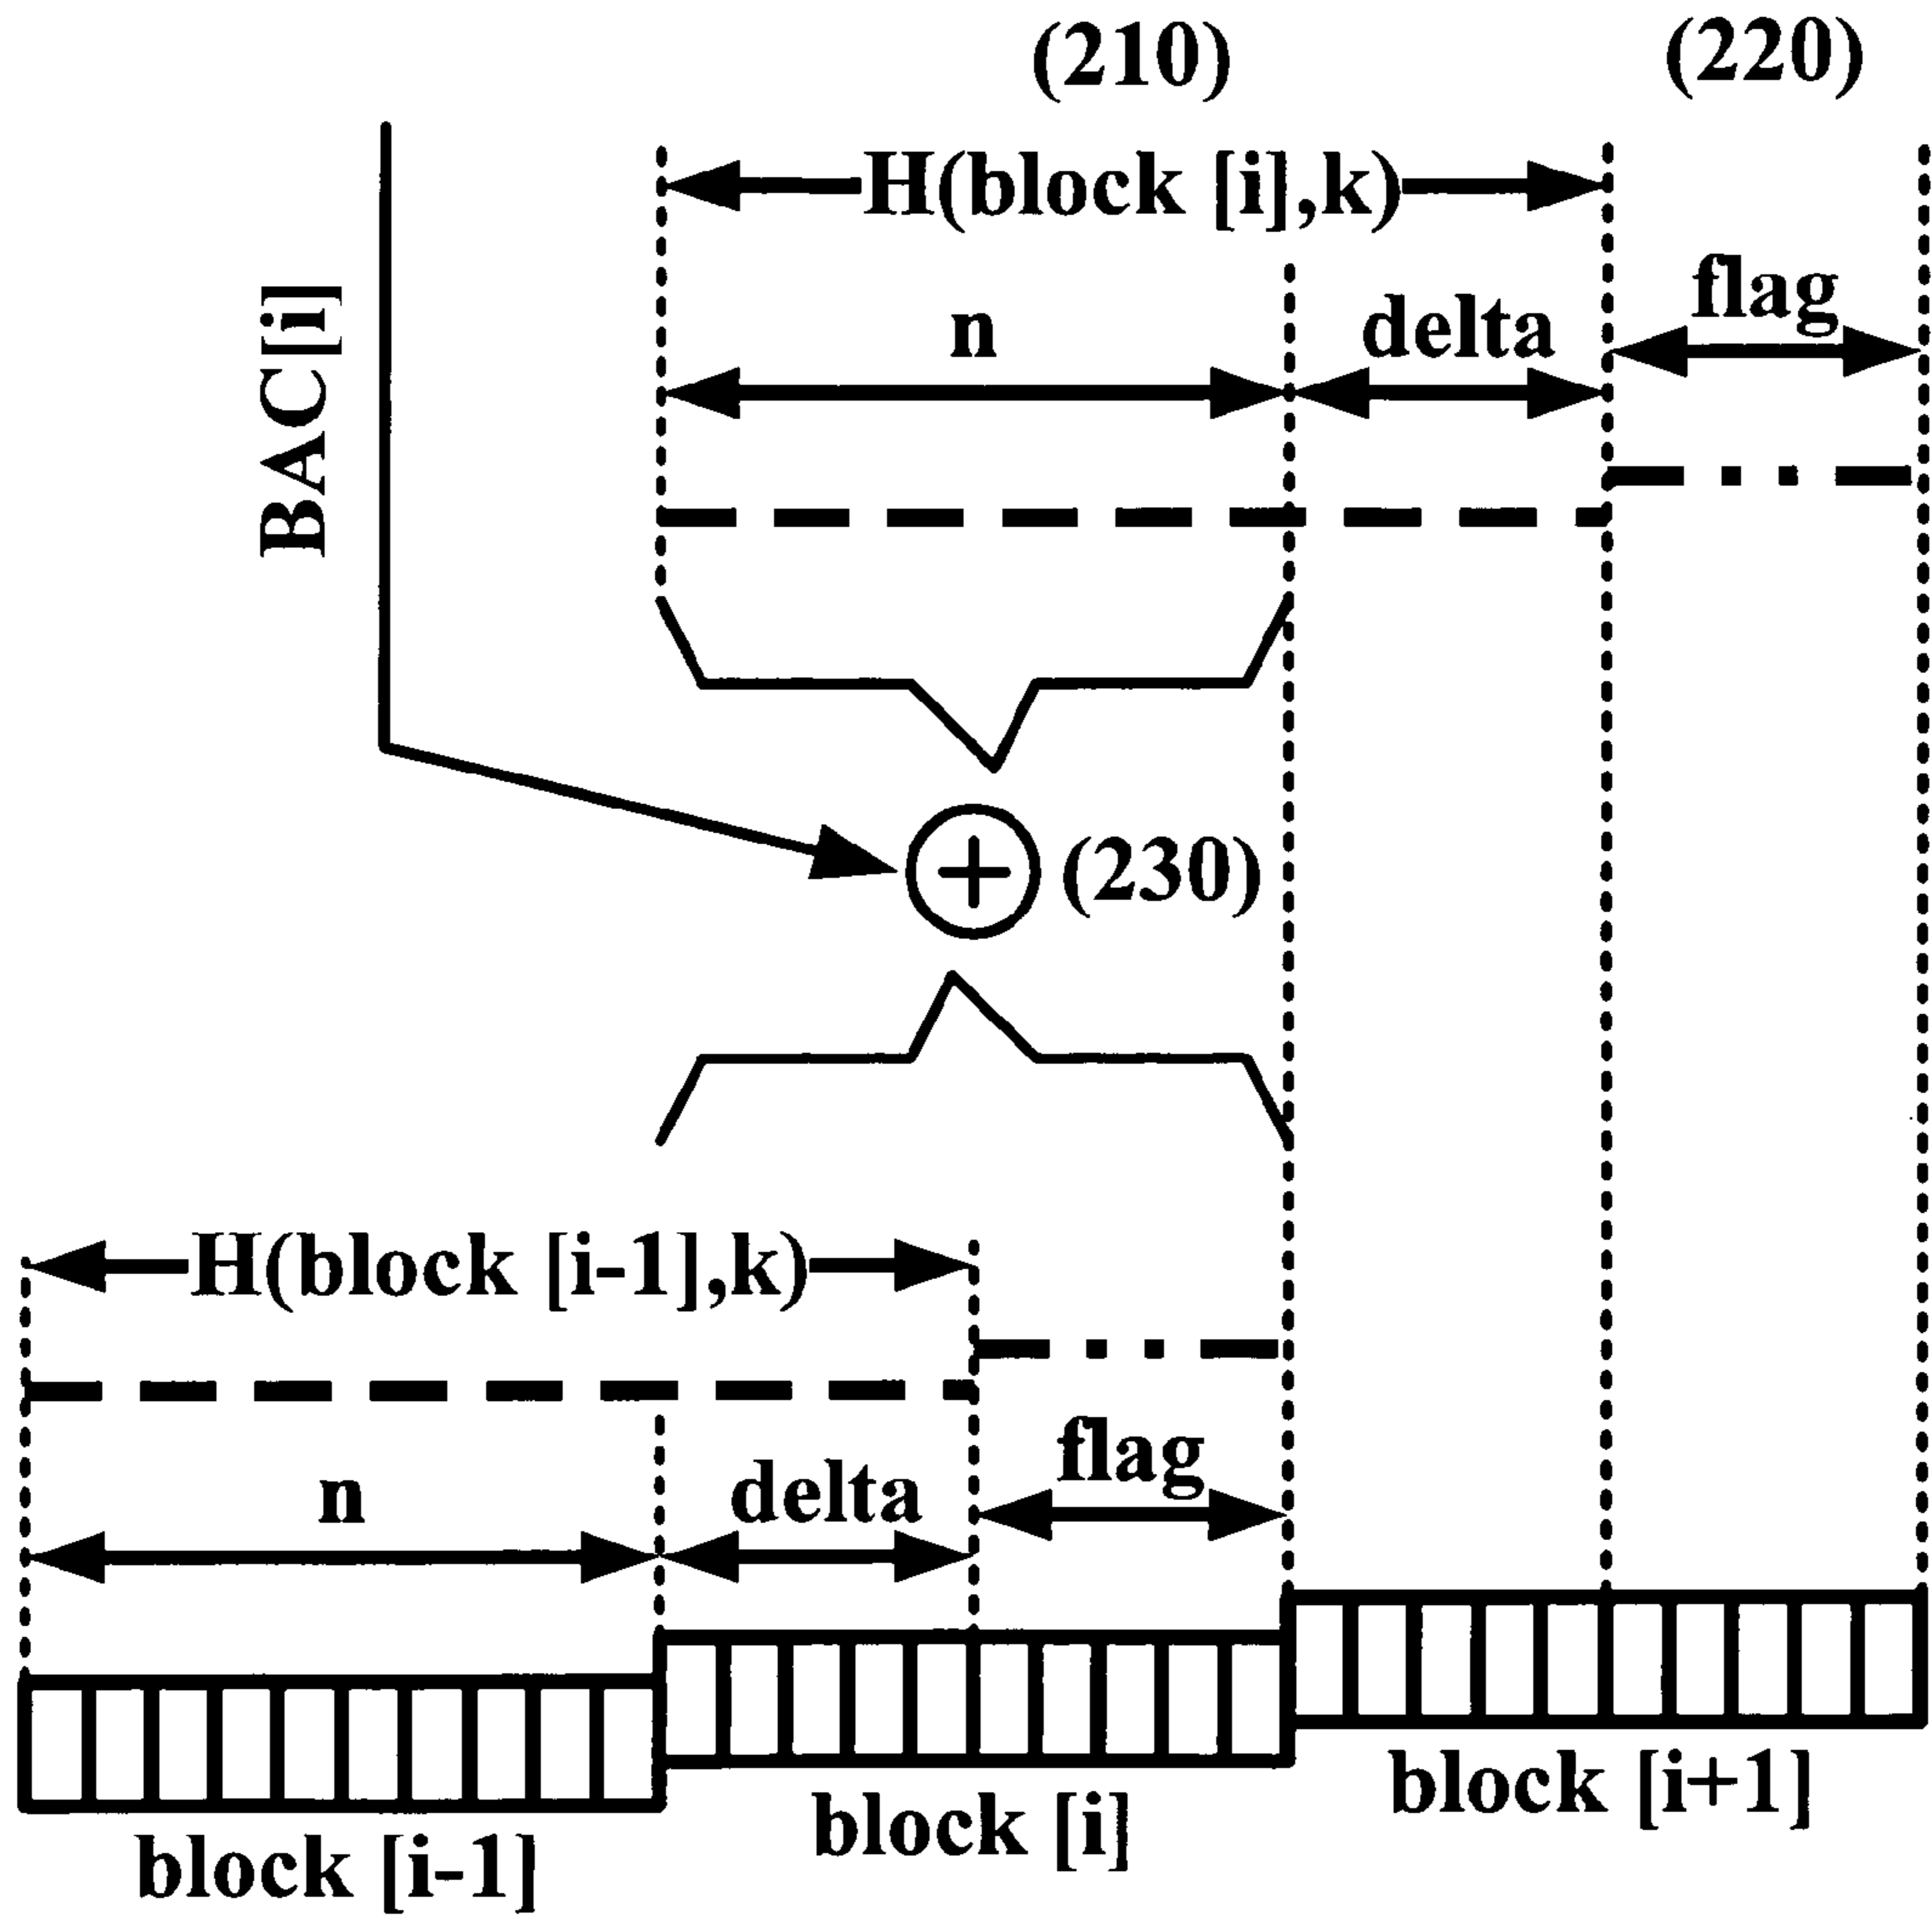 (210)
(220)
H(block [i],k)
flag
n
delta
BAC[i]
(230)
H(block [i-1],k)
flag
n
delta
block [i-1]
block [i]
block [i+1]